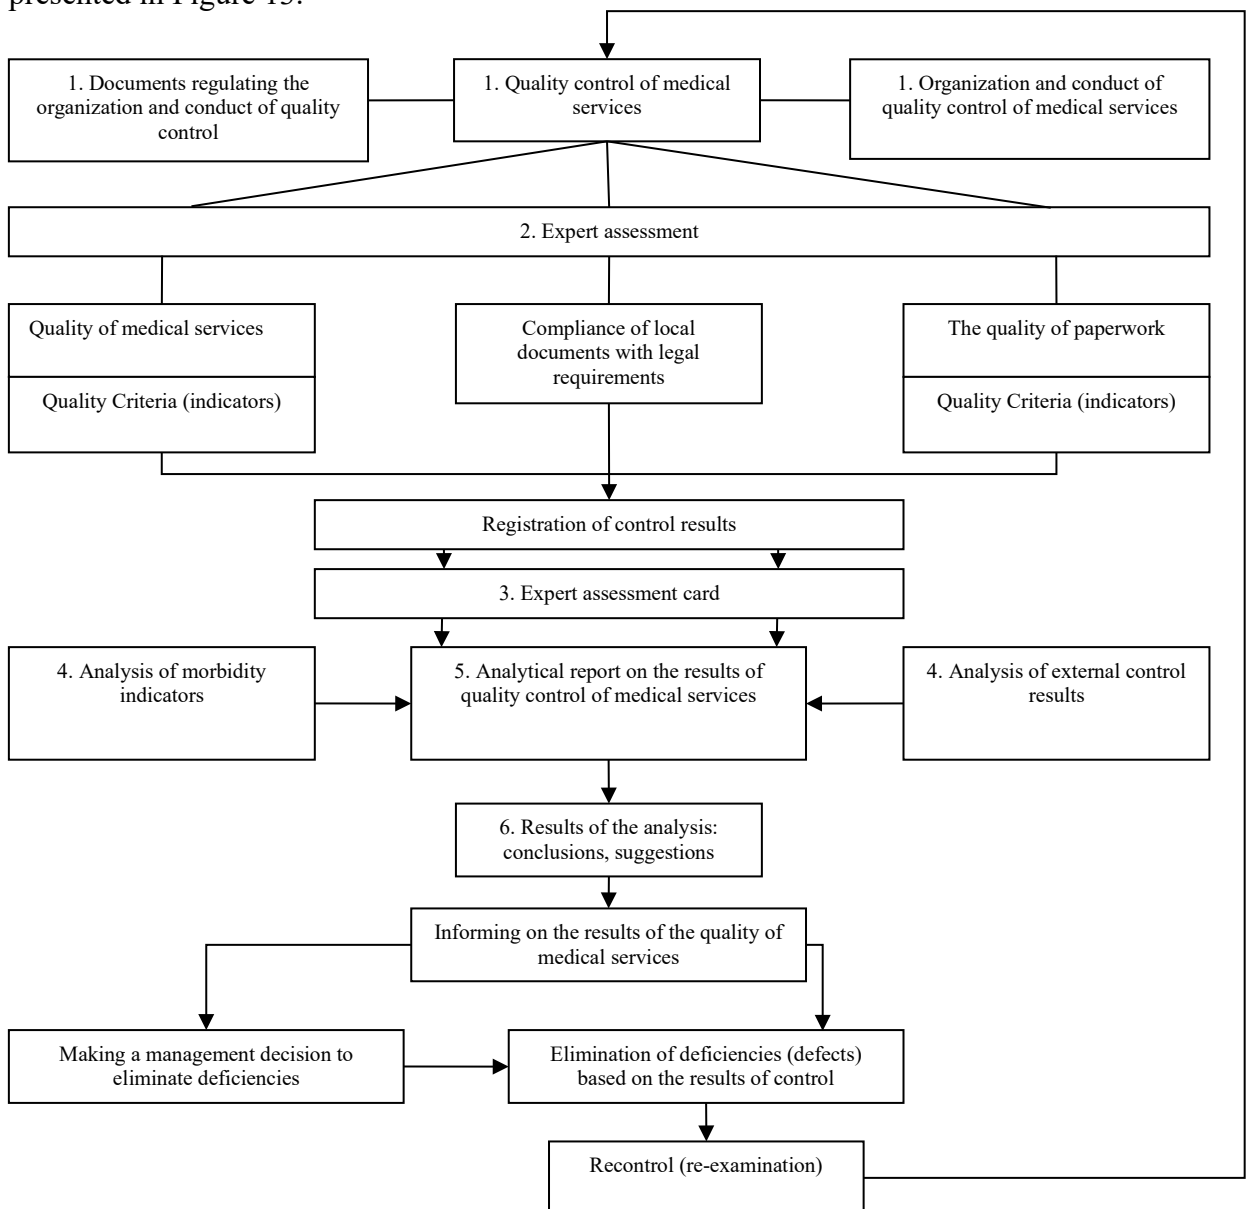 presented in Figure 15.
1. Documents regulating the
organization and conduct of quality
control
1. Quality control of medical
services
1. Organization and conduct of
quality control of medical services
2. Expert assessment
Quality of medical services
Quality Criteria (indicators)
Compliance of local
documents with legal
requirements
The quality of paperwork
Quality Criteria (indicators)
Registration of control results
3. Expert assessment card
4. Analysis of morbidity
indicators
5. Analytical report on the results of
quality control of medical services
4. Analysis of external control
results
6. Results of the analysis:
conclusions, suggestions
Informing on the results of the quality of
medical services
Making a management decision to
eliminate deficiencies
Elimination of deficiencies (defects)
based on the results of control
Recontrol (re-examination)